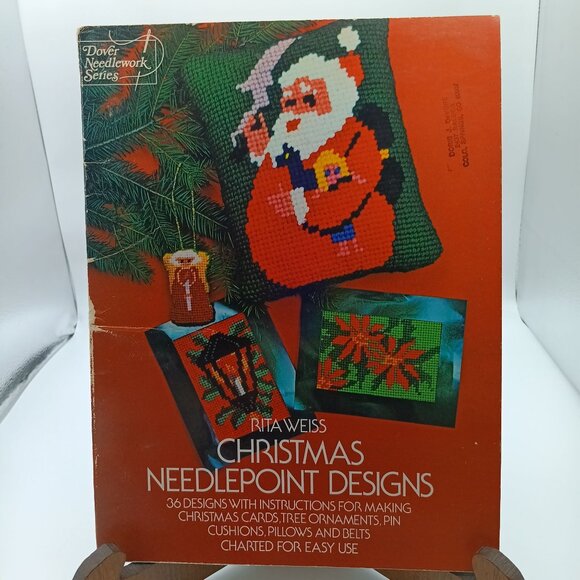 Dover
Needlework
Series
RITA WEISS
CHRISTMAS
NEEDLEPOINT DESIGNS
36 DESIGNS WITH INSTRUCTIONS FOR MAKING
CHRISTMAS CARDS, TREE ORNAMENTS, PIN
CUSHIONS, PILLOWS AND BELTS
CHARTED FOR EASY USE